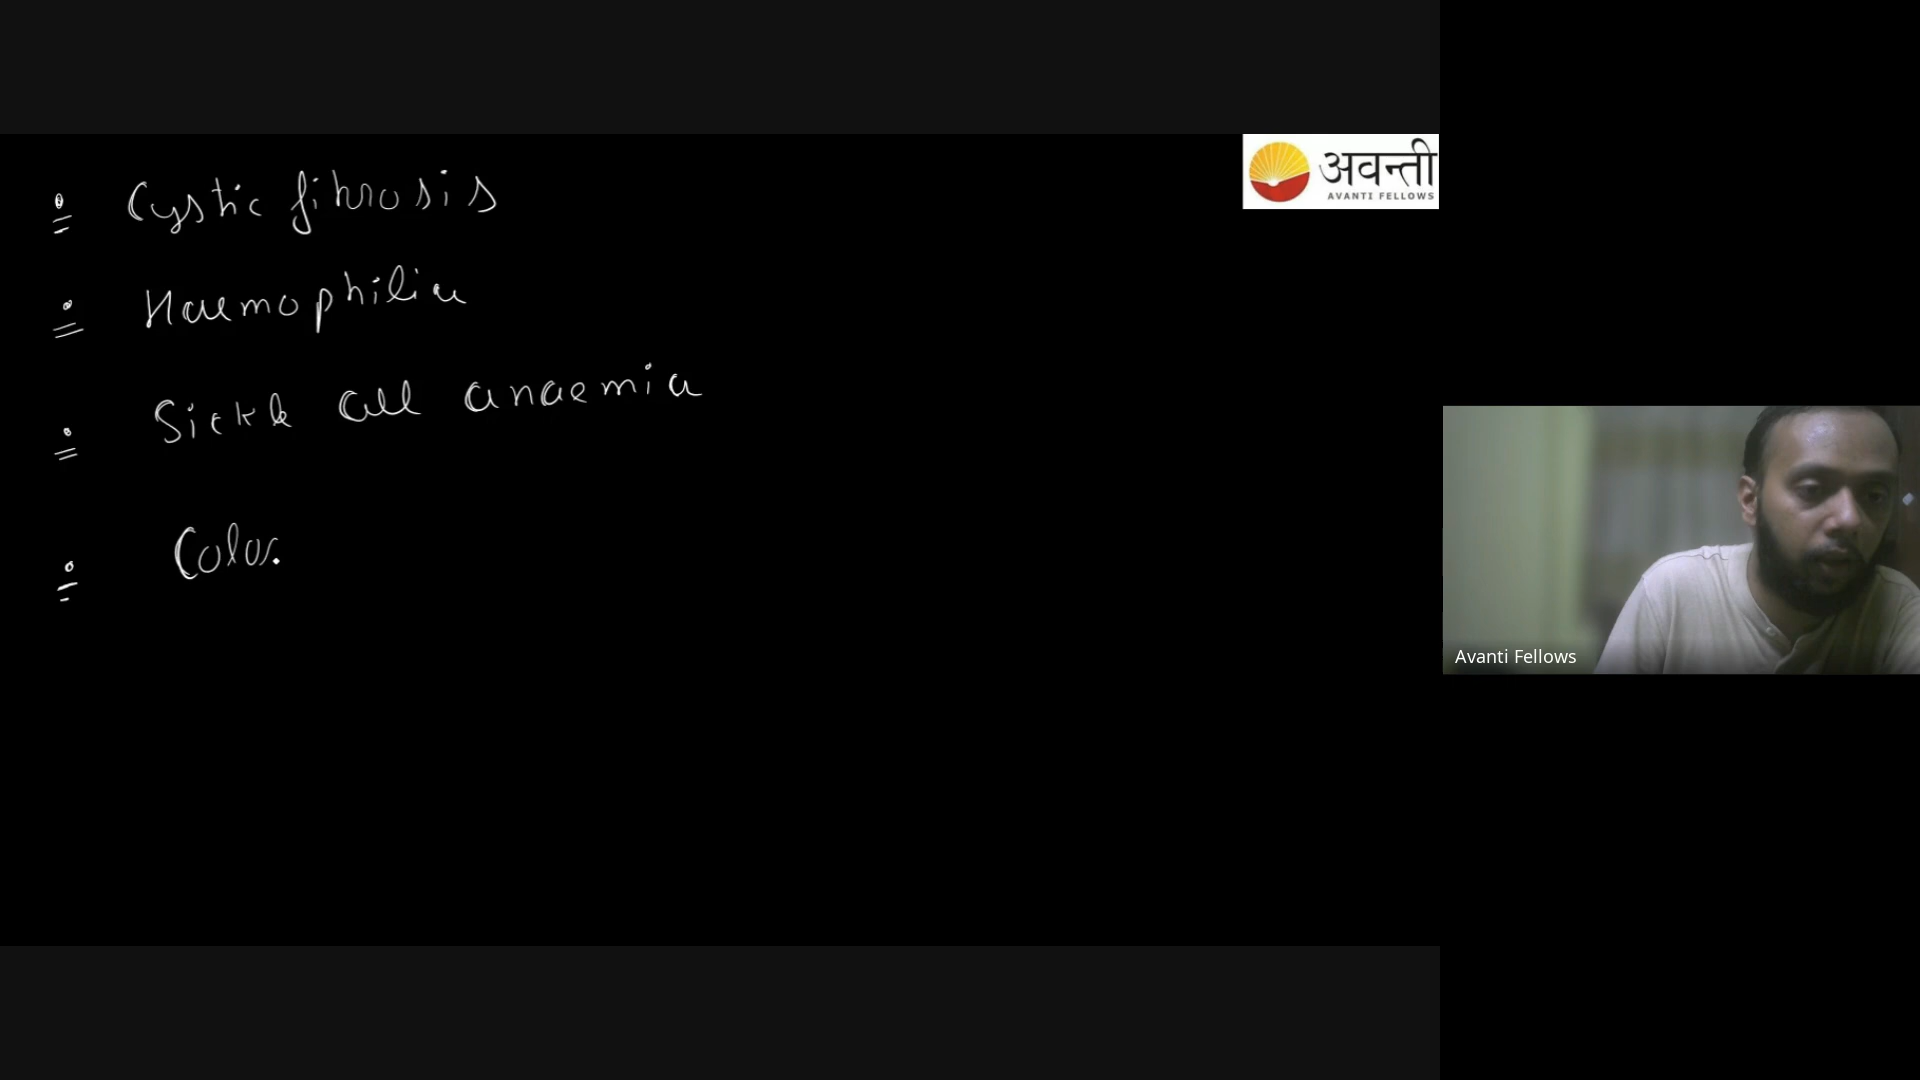 Cystic fibrosis
Haemophilia
Sickle cell anaemia
Color
अवन्ती
AVANTI FELLOWS
Avanti Fellows